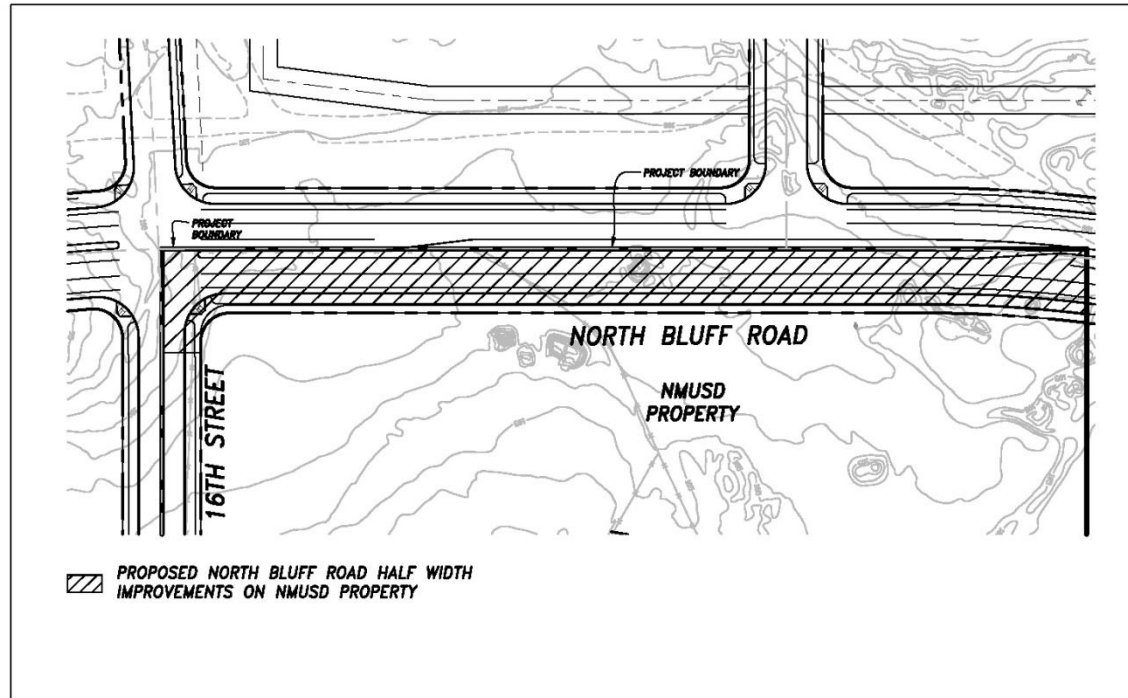 PROJECT BOUNDARY
PROJECT
BOUNDARY
NORTH BLUFF ROAD
NMUSD
PROPERTY
16TH STREET
PROPOSED NORTH BLUFF ROAD HALF WIDTH
IMPROVEMENTS ON NMUSD PROPERTY